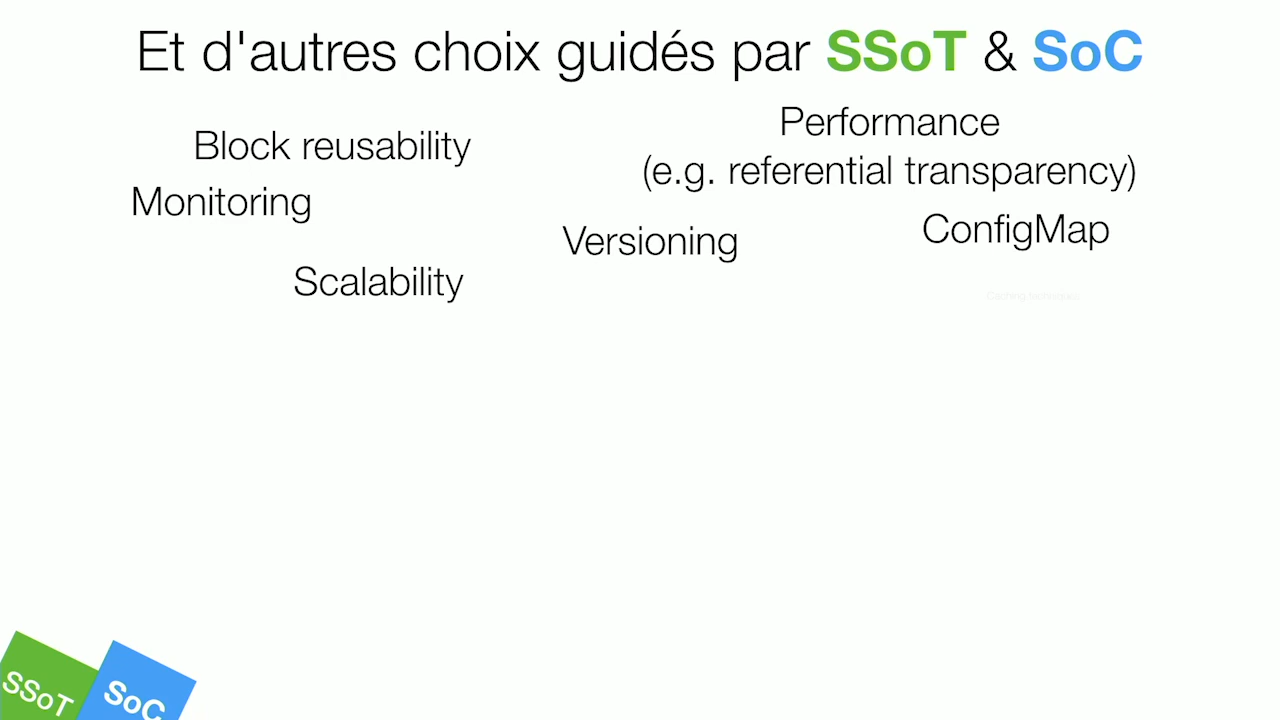 Et d'autres choix guidés par SSoT & SoC
Performance
Block reusability
(e.g. referential transparency)
Monitoring
ConfigMap
Versioning
Scalability
SSoT
SoC